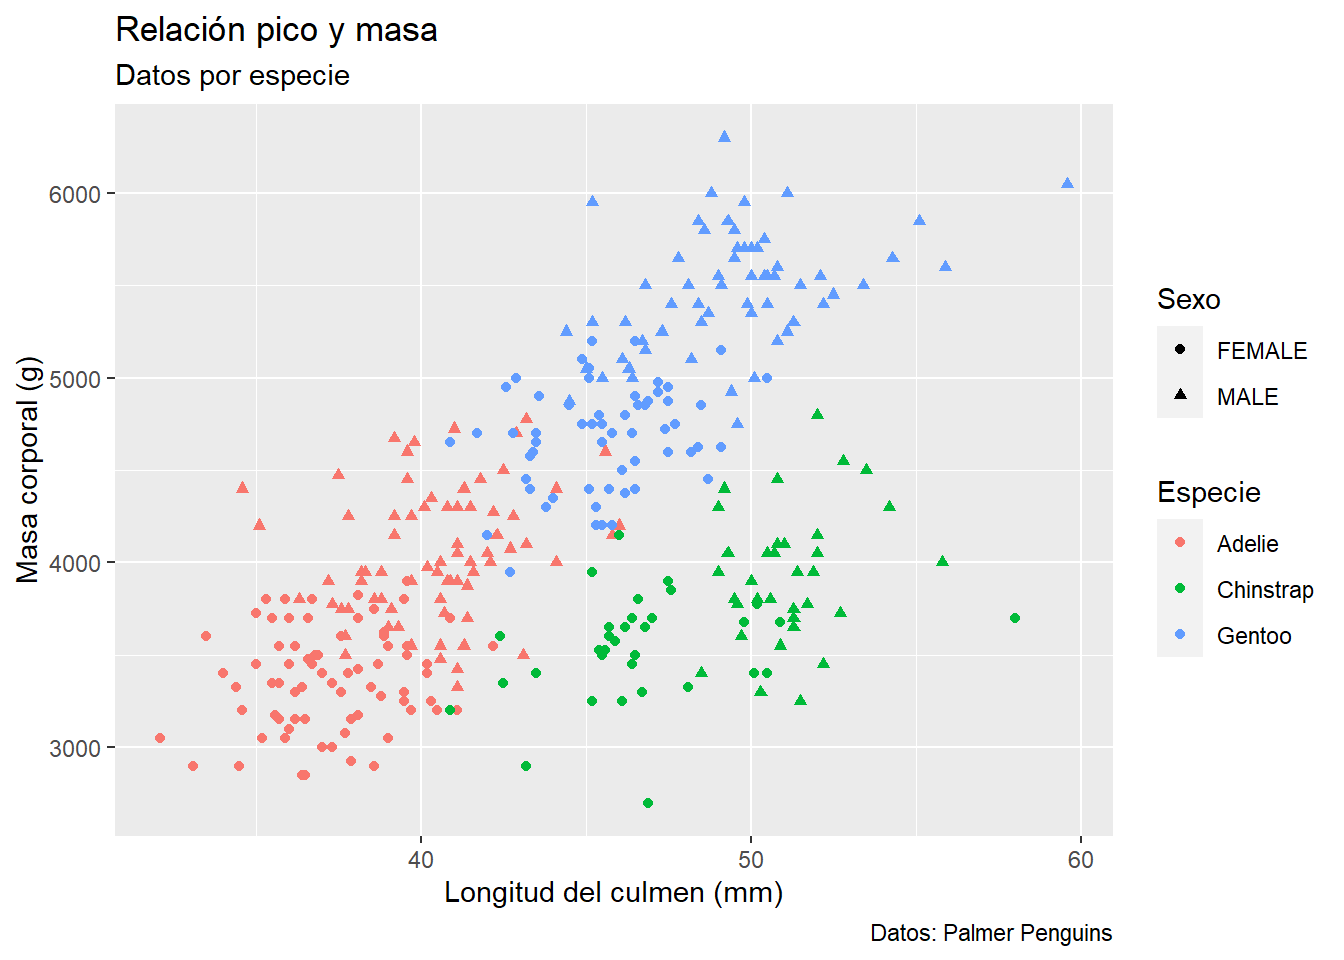 Relación pico y masa
Datos por especie
Masa corporal (g)
6000
5000
4000
3000
40
50
60
Longitud del culmen (mm)
Sexo
FEMALE
MALE
Especie
Adelie
Chinstrap
Gentoo
Datos: Palmer Penguins